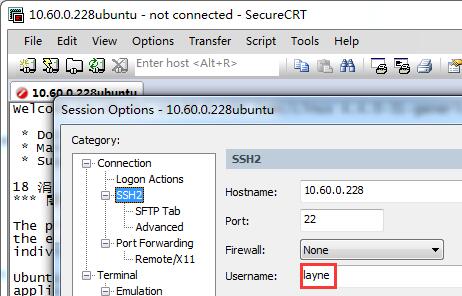 10.60.0.228ubuntu - not connected - SecureCRT
File Edit View Options Transfer Script Tools Help
Enter host <Alt+R>
10.60.0.228ubuntu
Welco
* Do
* Ma
* Su
18
***
The p
the e
indiv
Ubunt
appli
Session Options - 10.60.0.228ubuntu
Category:
Connection
Logon Actions
SSH2
SFTP Tab
Advanced
Port Forwarding
Remote/X11
Terminal
Emulation
SSH2
Hostname: 10.60.0.228
Port: 22
Firewall: None
Username: layne